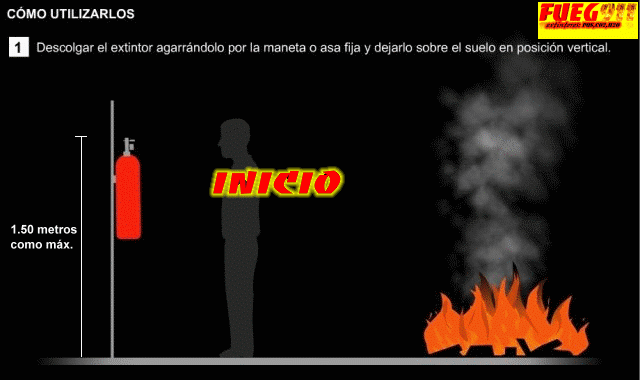 CÓMO UTILIZARLOS
1 Descolgar el extintor agarrándolo por la maneta o asa fija y dejarlo sobre el suelo en posición vertical.
INICIO
1.50 metros
como máx.